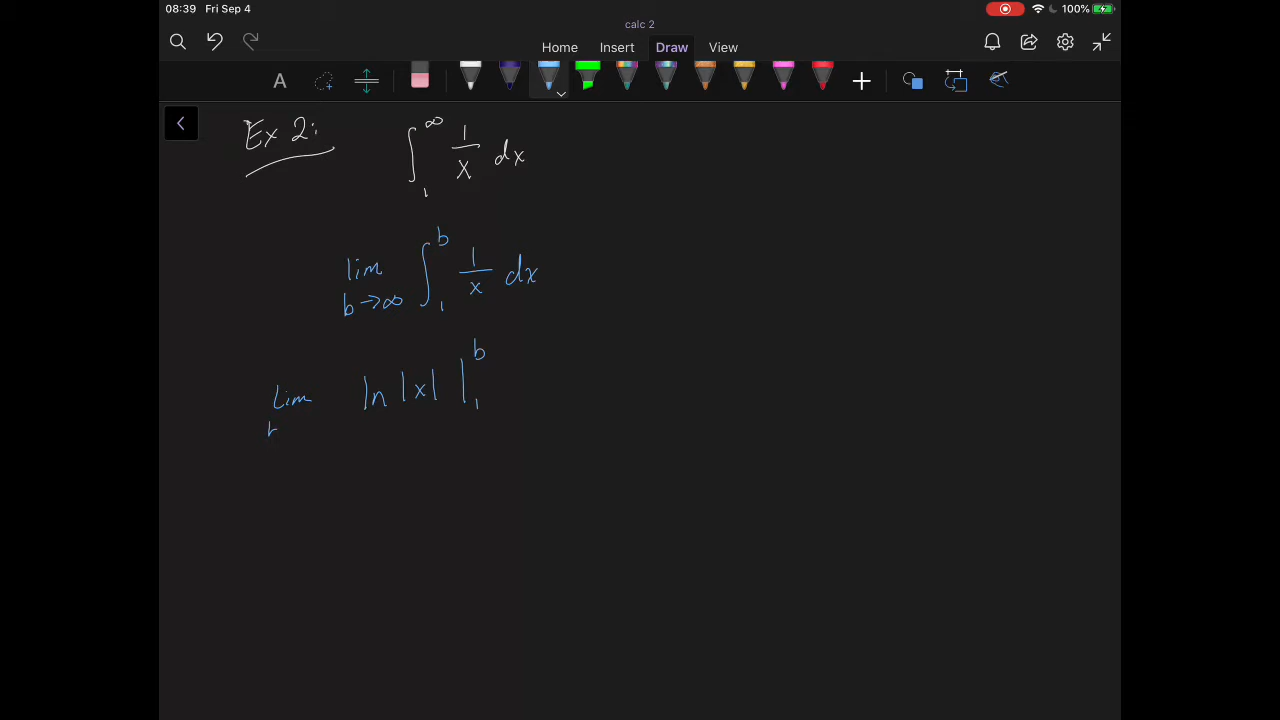 08:39 Fri Sep 4 100%
calc 2
Home Insert Draw View
A
Ex 2: ∫₁^∞ 1/x dx
lim b→∞ ∫₁^b 1/x dx
lim ln |x| |₁^b